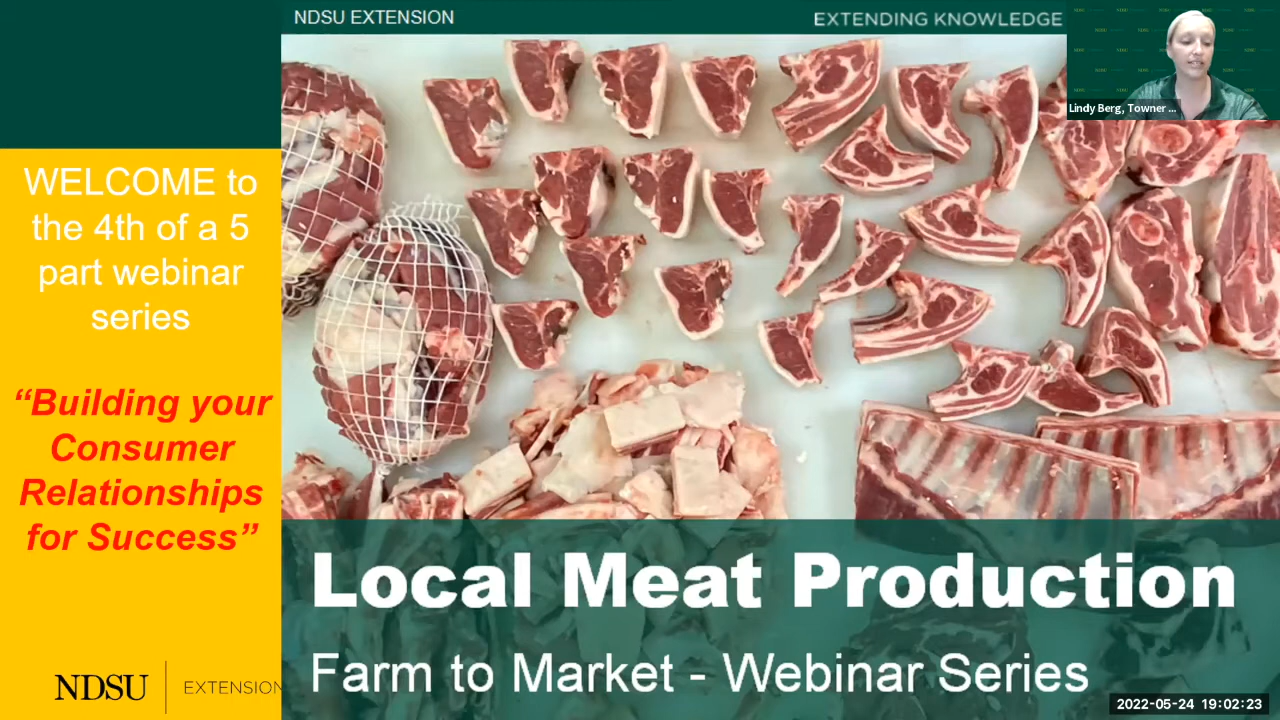 NDSU EXTENSION
EXTENDING KNOWLEDGE
Lindy Berg, Towner ...
WELCOME to
the 4th of a 5
part webinar
series
“Building your
Consumer
Relationships
for Success”
Local Meat Production
Farm to Market - Webinar Series
NDSU
EXTENSION
2022-05-24 19:02:23